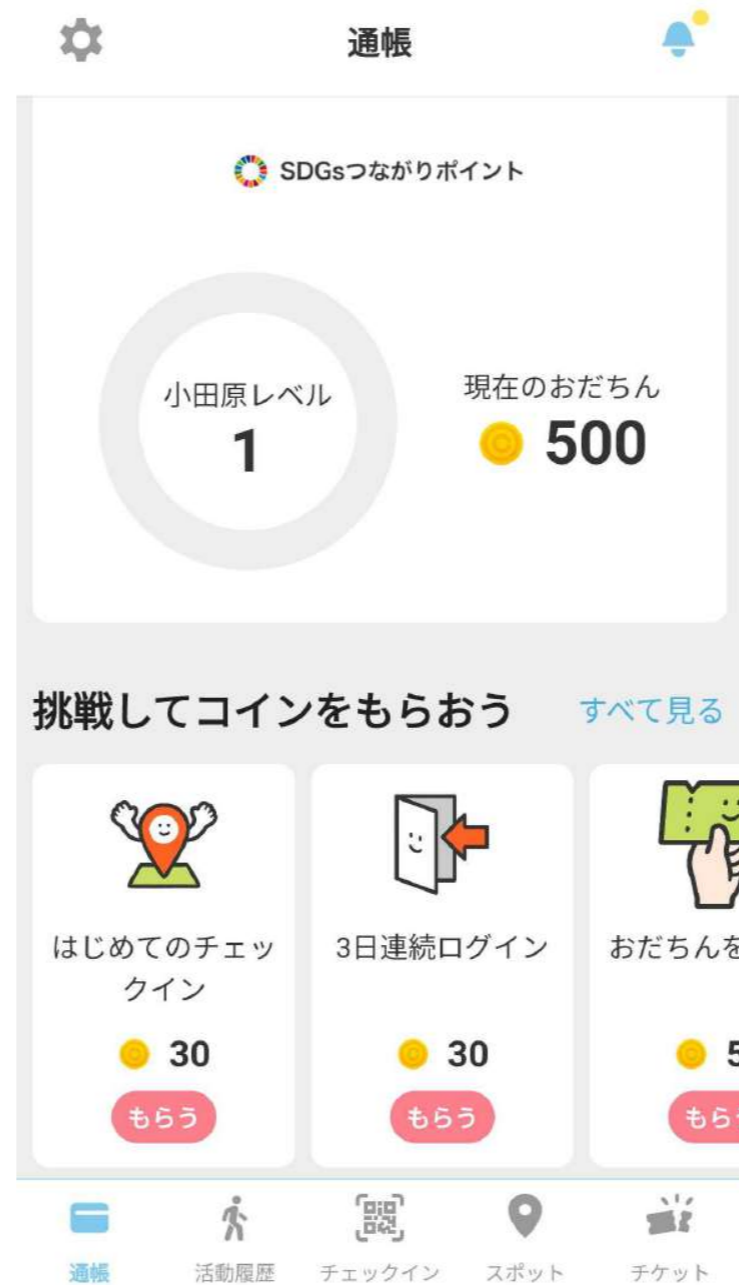 通帳
SDGsつながりポイント
小田原レベル
1
現在のおだちん
500
挑戦してコインをもらおう
すべて見る
はじめてのチェッ
クイン
30
もらう
3日連続ログイン
30
もらう
おだちんを
5
もら
通帳
活動履歴
チェックイン
スポット
チケット